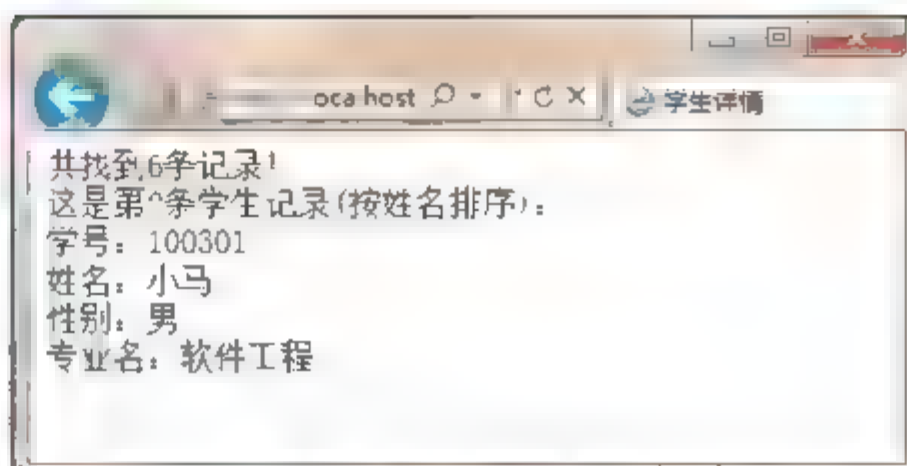 oca host
学生详情
共找到6条记录!
这是第^条学生记录(按姓名排序):
学号：100301
姓名：小马
性别：男
专业名：软件工程